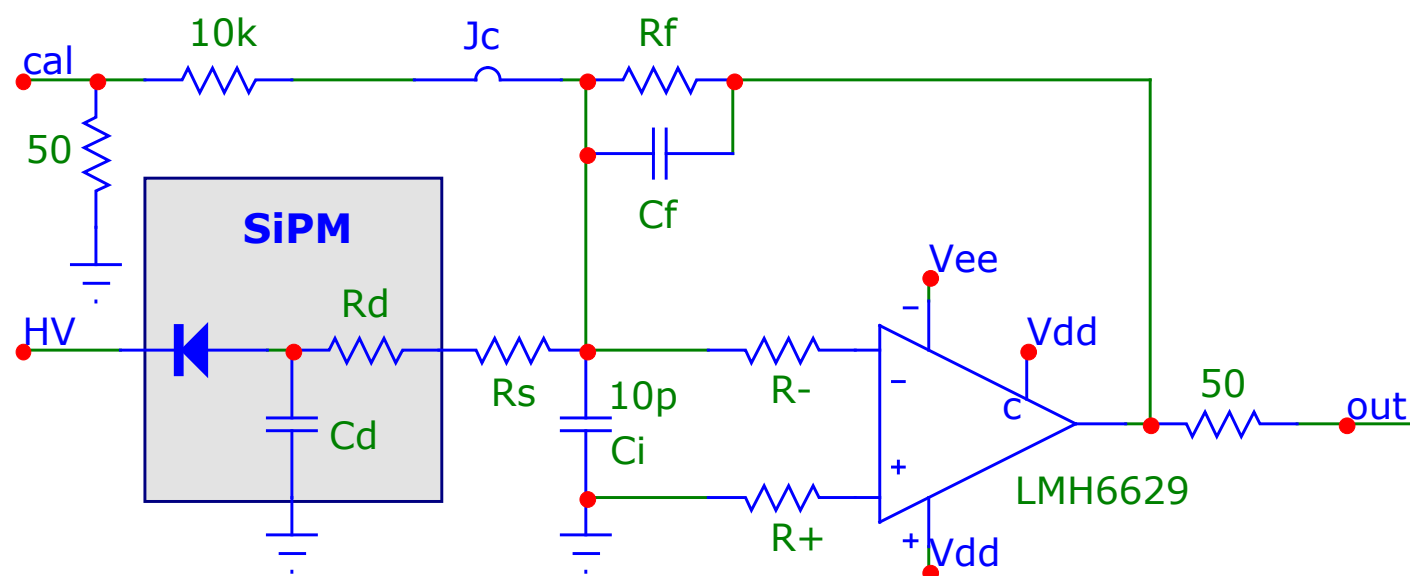 10k
Jc
Rf
cal
50
Cf
SiPM
Vee
HV
Rd
Vdd
Rs
10p
R-
50
out
c
Cd
Ci
LMH6629
R+
Vdd
−
−
+
+